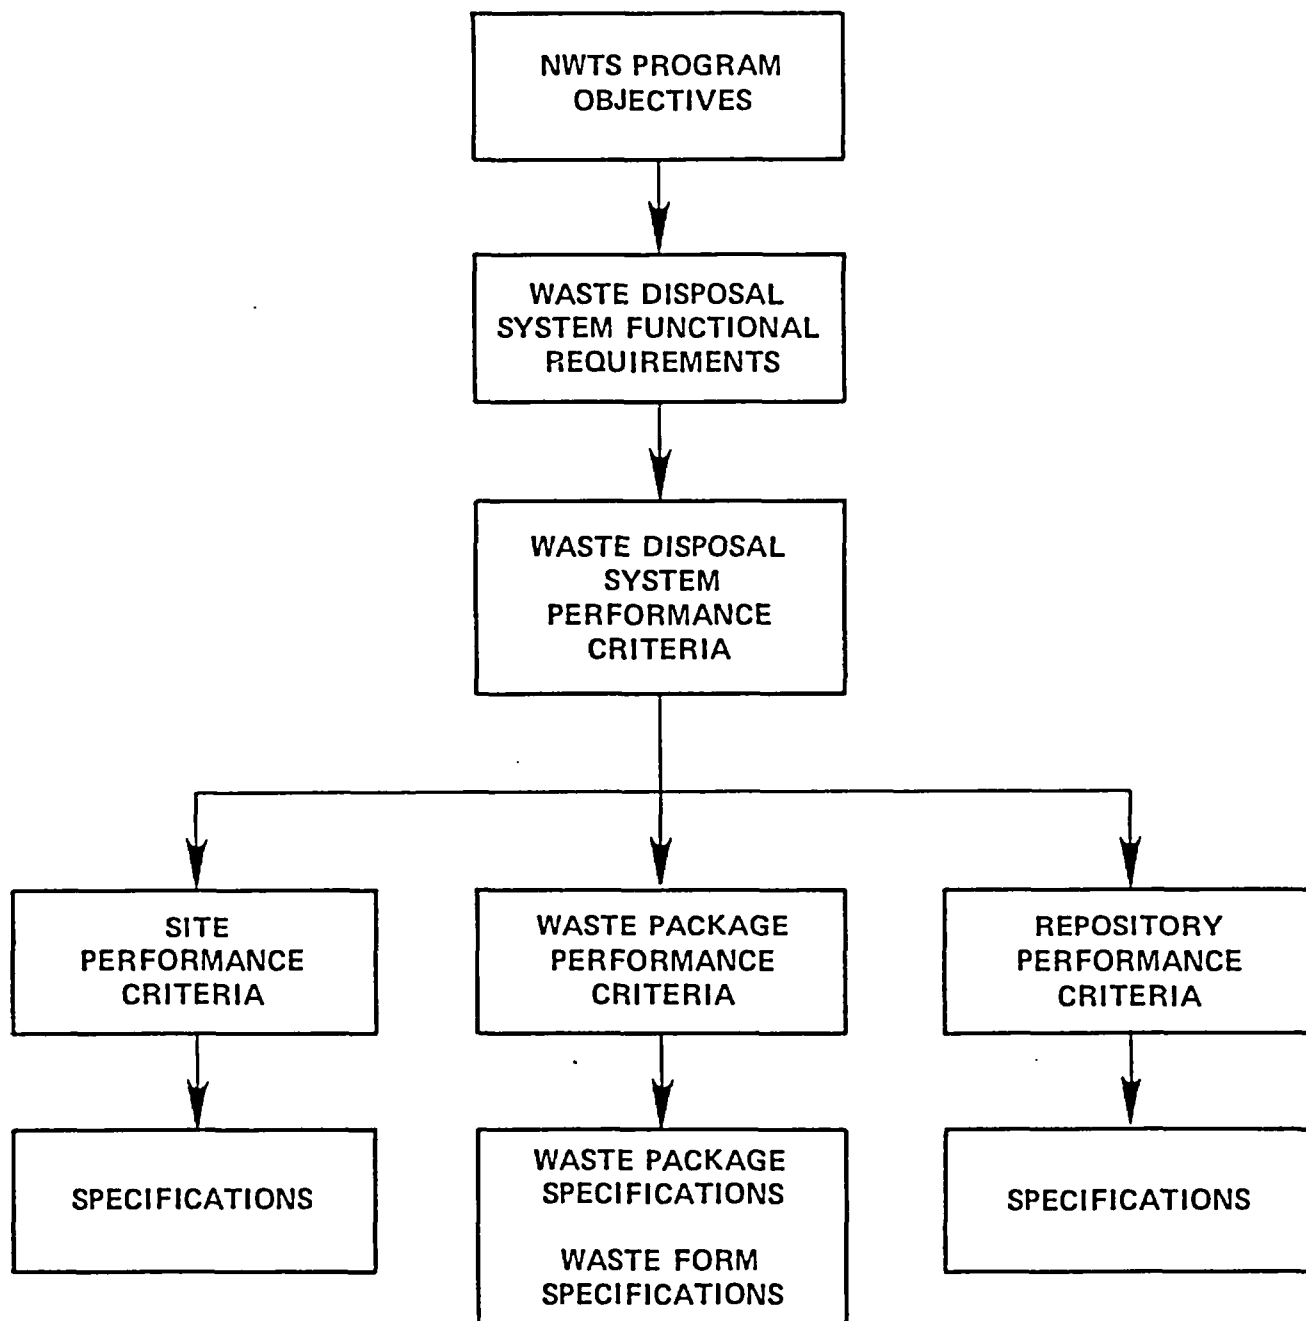 NWTS PROGRAM
OBJECTIVES
WASTE DISPOSAL
SYSTEM FUNCTIONAL
REQUIREMENTS
WASTE DISPOSAL
SYSTEM
PERFORMANCE
CRITERIA
SITE
PERFORMANCE
CRITERIA
WASTE PACKAGE
PERFORMANCE
CRITERIA
REPOSITORY
PERFORMANCE
CRITERIA
SPECIFICATIONS
WASTE PACKAGE
SPECIFICATIONS
WASTE FORM
SPECIFICATIONS
SPECIFICATIONS